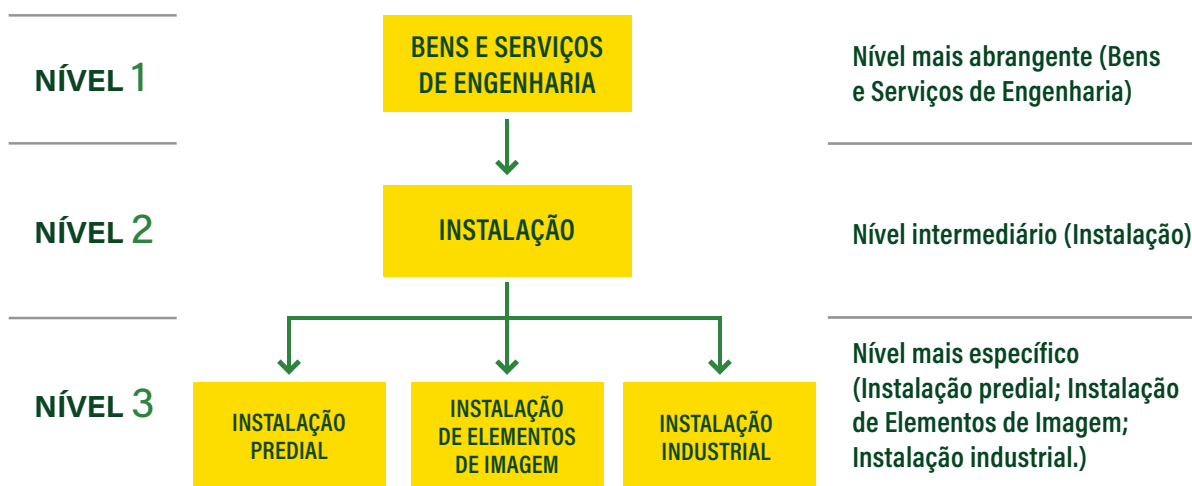 NÍVEL 1
BENS E SERVIÇOS
DE ENGENHARIA
Nível mais abrangente (Bens
e Serviços de Engenharia)
NÍVEL 2
INSTALAÇÃO
Nível intermediário (Instalação)
NÍVEL 3
INSTALAÇÃO
PREDIAL
INSTALAÇÃO
DE ELEMENTOS
DE IMAGEM
INSTALAÇÃO
INDUSTRIAL
Nível mais específico
(Instalação predial; Instalação
de Elementos de Imagem;
Instalação industrial.)